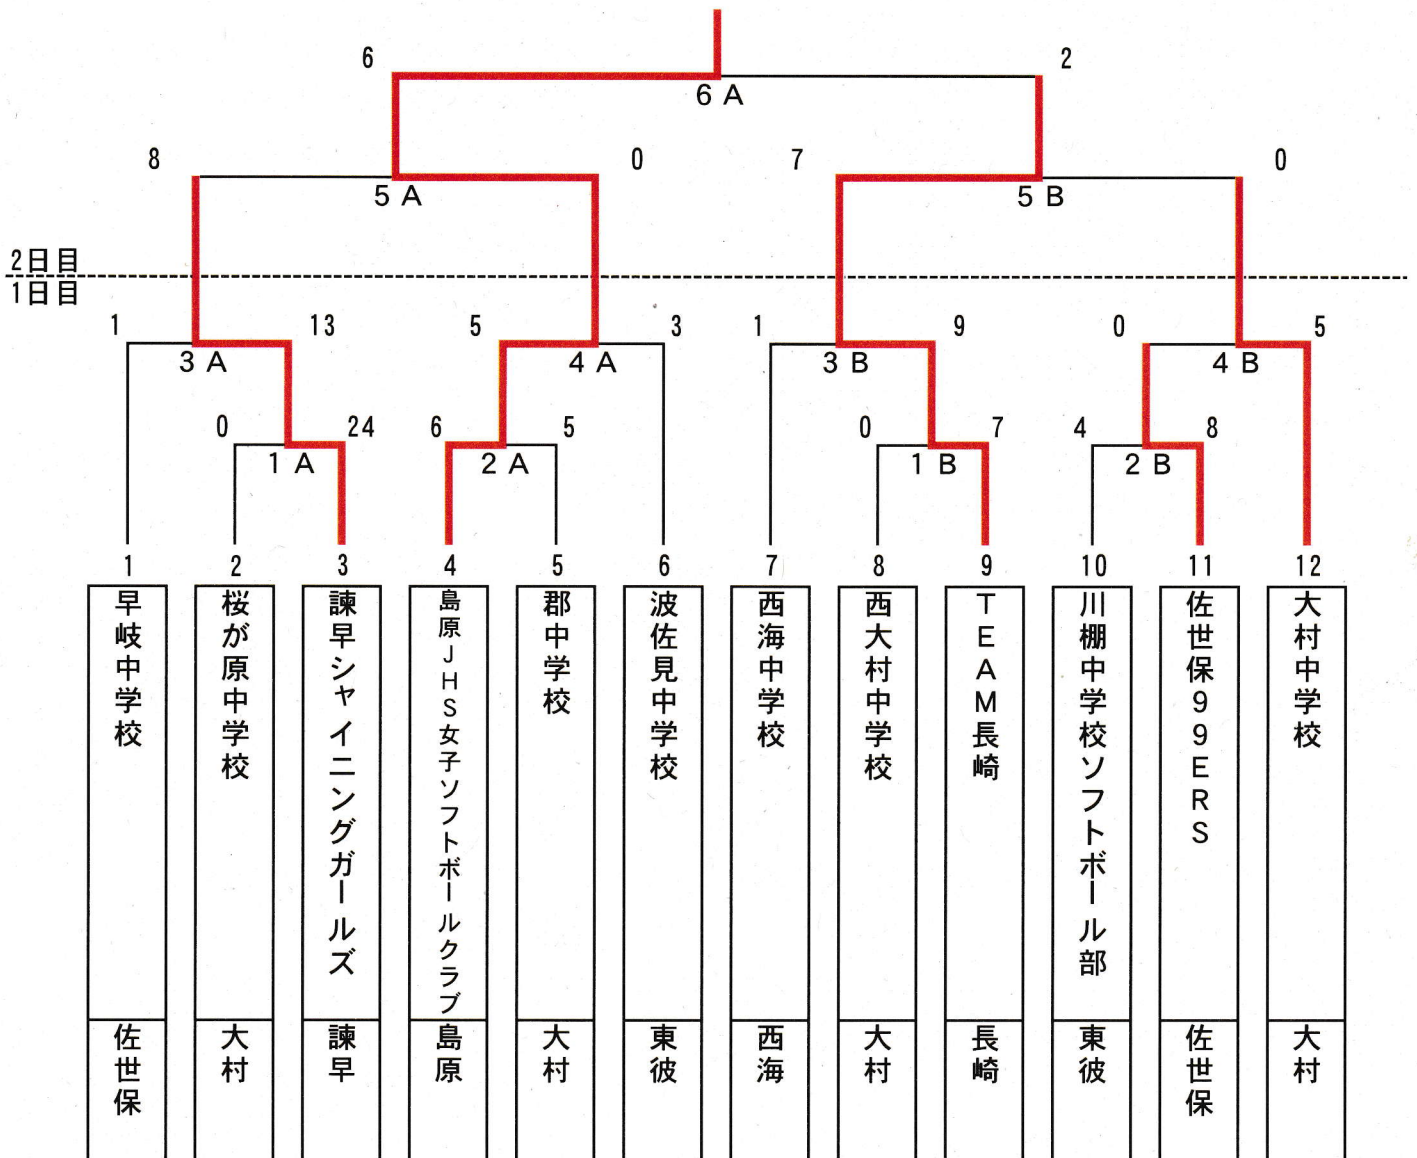 6 2
6 A
8 0 7 0
5 A 5 B
2日目
1日目
1 13 5 3 1 9 0 5
3 A 4 A 3 B 4 B
0 24 6 5 0 7 4 8
1 A 2 A 1 B 2 B
1 2 3 4 5 6 7 8 9 10 11 12
早岐中学校
桜が原中学校
諫早シャイニングガールズ
島原JHS女子ソフトボールクラブ
郡中学校
波佐見中学校
西海中学校
西大村中学校
TEAM長崎
川棚中学校ソフトボール部
佐世保99ERS
大村中学校
佐世保
大村
諫早
島原
大村
東彼
西海
大村
長崎
東彼
佐世保
大村